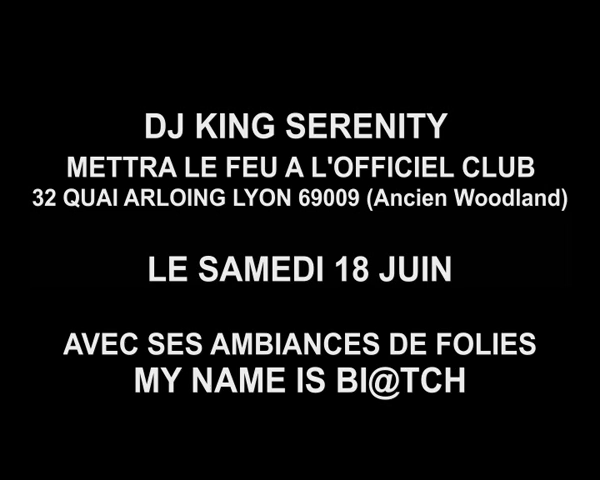 DJ KING SERENITY
METTRA LE FEU A L'OFFICIEL CLUB
32 QUAI ARLOING LYON 69009 (Ancien Woodland)
LE SAMEDI 18 JUIN
AVEC SES AMBIANCES DE FOLIES
MY NAME IS BI@TCH